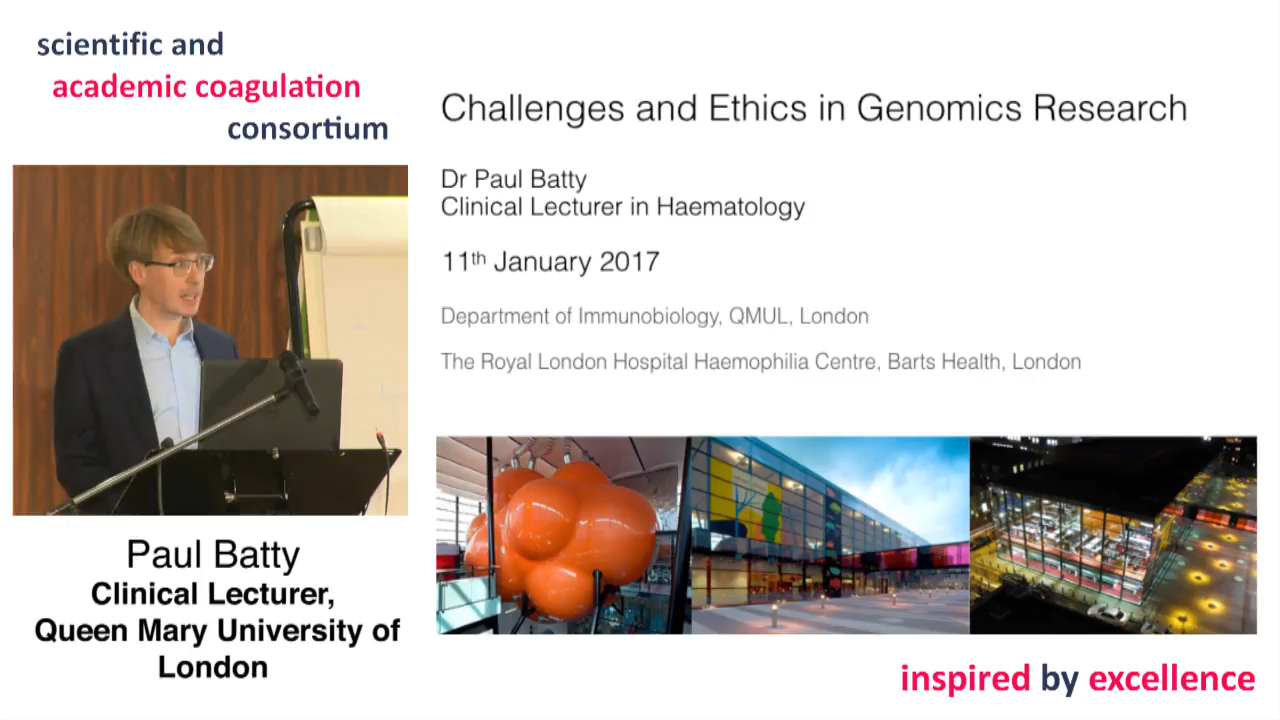 scientific and
academic coagulation
consortium
Challenges and Ethics in Genomics Research
Dr Paul Batty
Clinical Lecturer in Haematology
11th January 2017
Department of Immunobiology, QMUL, London
The Royal London Hospital Haemophilia Centre, Barts Health, London
Paul Batty
Clinical Lecturer,
Queen Mary University of
London
inspired by excellence